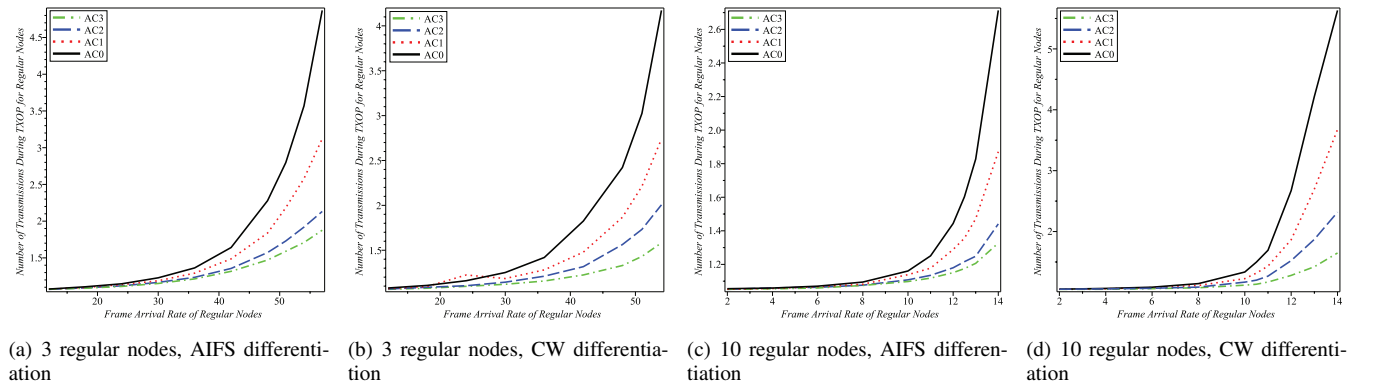 Number of Transmissions During TXOP for Regular Nodes
4.5
4
3.5
3
2.5
2
1.5
AC3
AC2
AC1
AC0
20
30
40
50
Frame Arrival Rate of Regular Nodes
(a) 3 regular nodes, AIFS differenti-
ation
Number of Transmissions During TXOP for Regular Nodes
4
3.5
3
2.5
2
1.5
AC3
AC2
AC1
AC0
20
30
40
50
Frame Arrival Rate of Regular Nodes
(b) 3 regular nodes, CW differentia-
tion
Number of Transmissions During TXOP for Regular Nodes
2.6
2.4
2.2
2.0
1.8
1.6
1.4
1.2
AC3
AC2
AC1
AC0
2
4
6
8
10
12
14
Frame Arrival Rate of Regular Nodes
(c) 10 regular nodes, AIFS differen-
tiation
Number of Transmissions During TXOP for Regular Nodes
5
4
3
2
AC3
AC2
AC1
AC0
2
4
6
8
10
12
14
Frame Arrival Rate of Regular Nodes
(d) 10 regular nodes, CW differenti-
ation